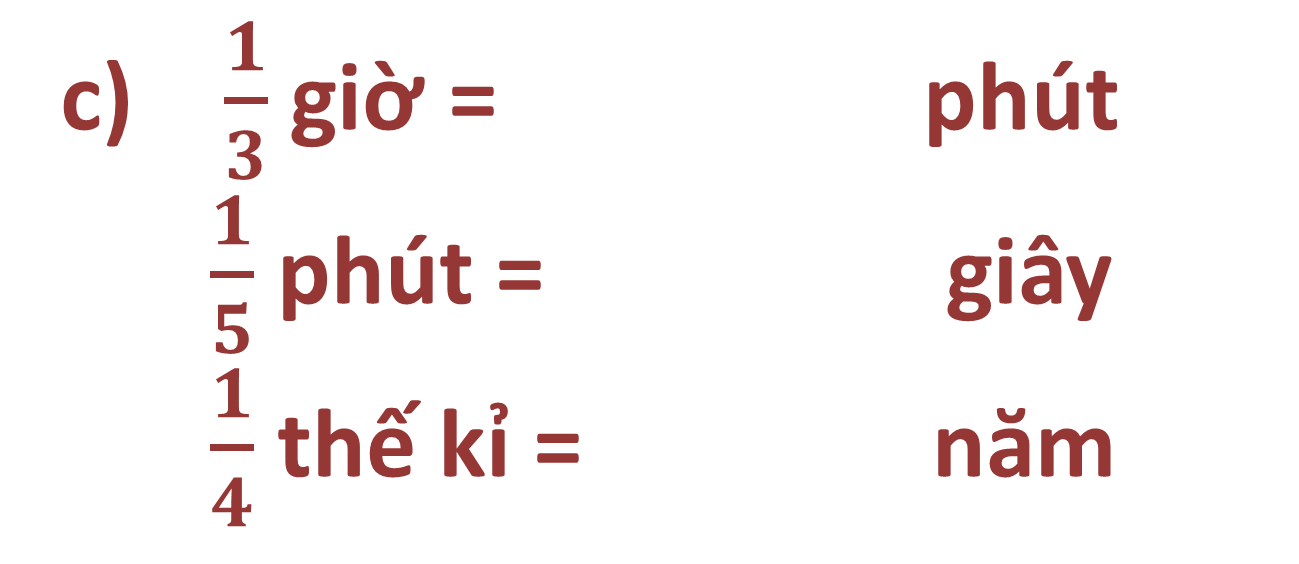 c) 1/3 giờ = phút
1/5 phút = giây
1/4 thế kỉ = năm